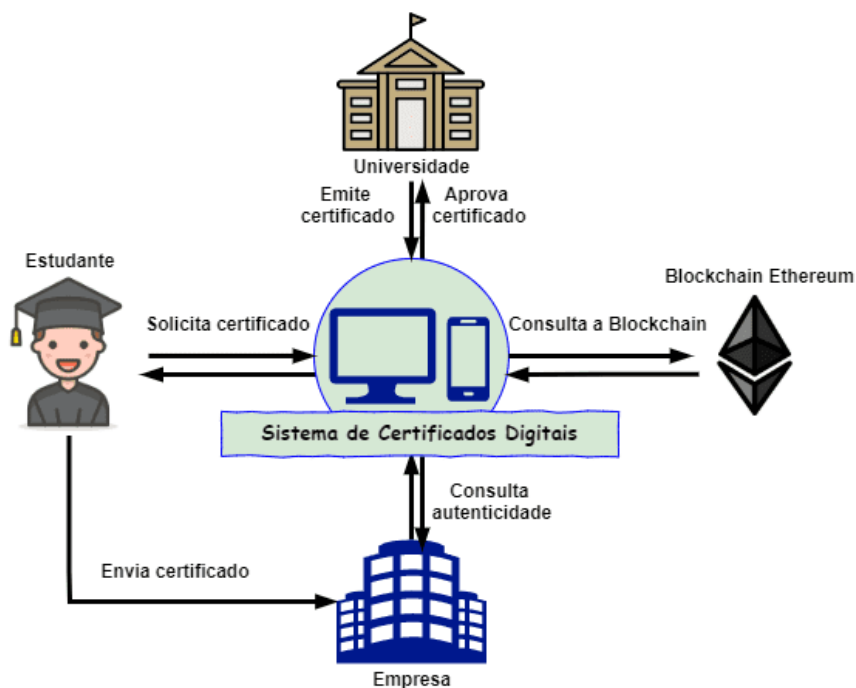 Universidade
Emite
certificado
Aprova
certificado
Estudante
Blockchain Ethereum
Solicita certificado
Consulta a Blockchain
Sistema de Certificados Digitais
Consulta
autenticidade
Envia certificado
Empresa